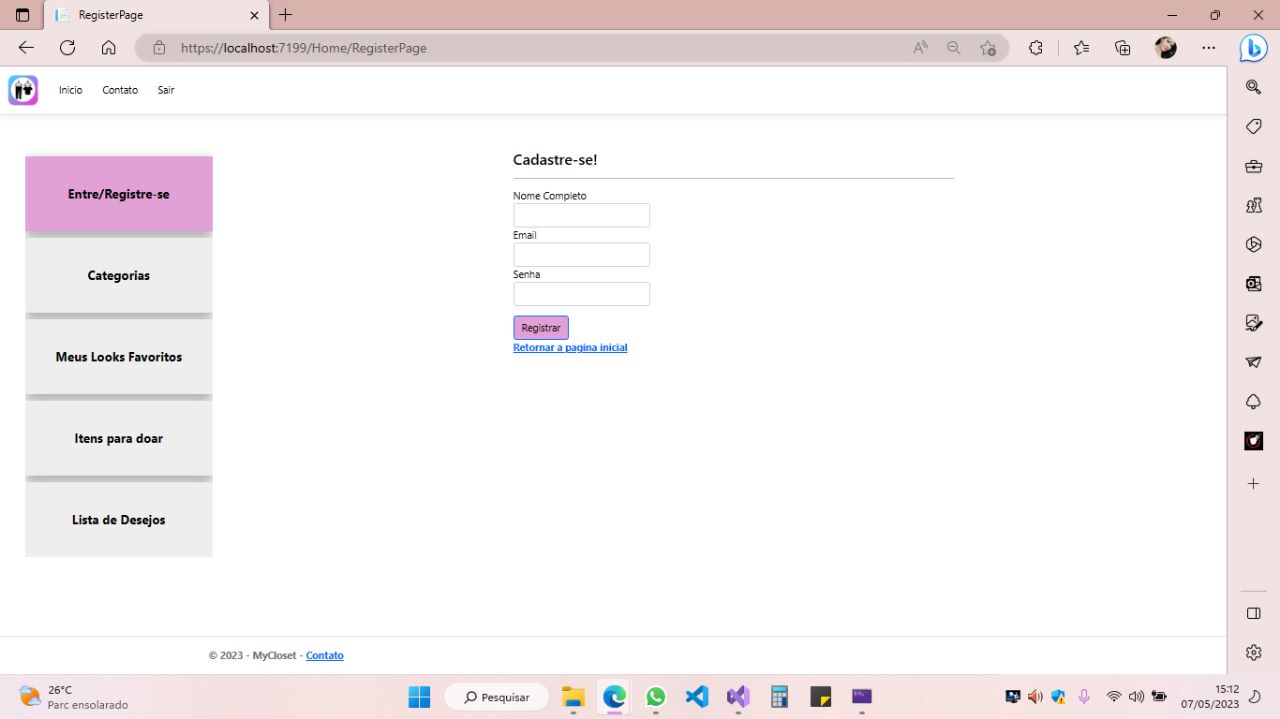 RegisterPage
https://localhost:7199/Home/RegisterPage
Inicio Contato Sair
Entre/Registre-se
Categorias
Meus Looks Favoritos
Itens para doar
Lista de Desejos
Cadastre-se!
Nome Completo
Email
Senha
Registrar
Retornar a pagina inicial
© 2023 - MyCloset - Contato
26°C
Parc ensolarado
Pesquisar
15:12
07/05/2023